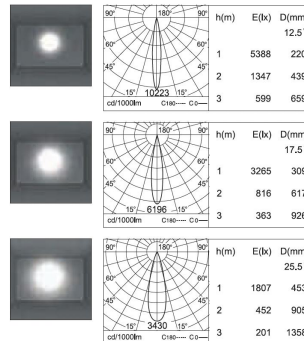 90° 180° 90° h(m) E(lx) D(mm
12.5°
60° 60° 1 5388 220
45° 45° 2 1347 439
15° 10223 15° 3 599 659
cd/1000lm C180----- C0—
90° 180° 90° h(m) E(lx) D(mm
17.5
60° 60° 1 3265 309
45° 45° 2 816 617
15° 6196 15° 3 363 926
cd/1000lm C180----- C0—
90° 180° 90° h(m) E(lx) D(mm
25.5
60° 60° 1 1807 453
45° 45° 2 452 905
15° 3430 15° 3 201 1358
cd/1000lm C180----- C0—